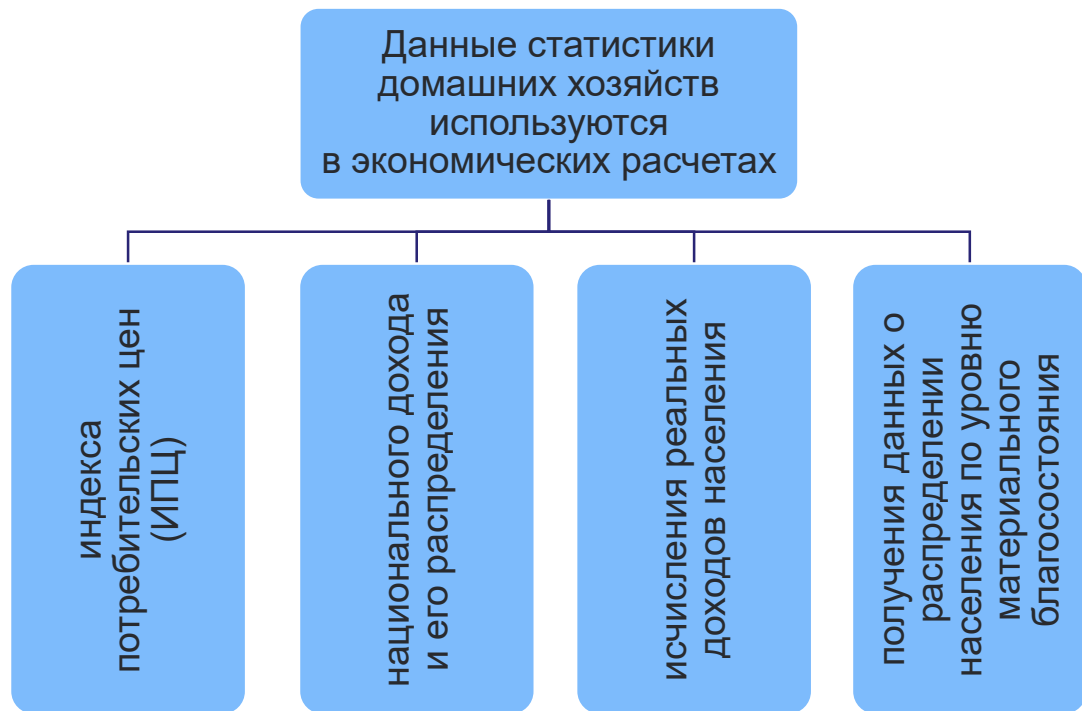 Данные статистики
домашних хозяйств
используются
в экономических расчетах
индекса
потребительских цен
(ИПЦ)
национального дохода
и его распределения
исчисления реальных
доходов населения
получения данных о
распределении
населения по уровню
материального
благосостояния